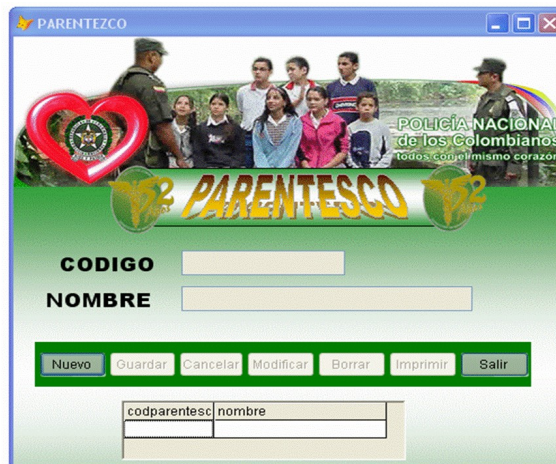 PARENTEZCO
POLICÍA NACIONAL
de los Colombianos
todos con el mismo corazon
PARENTESCO
CODIGO
NOMBRE
Nuevo Guardar Cancelar Modificar Borrar Imprimir Salir
codparentesc nombre